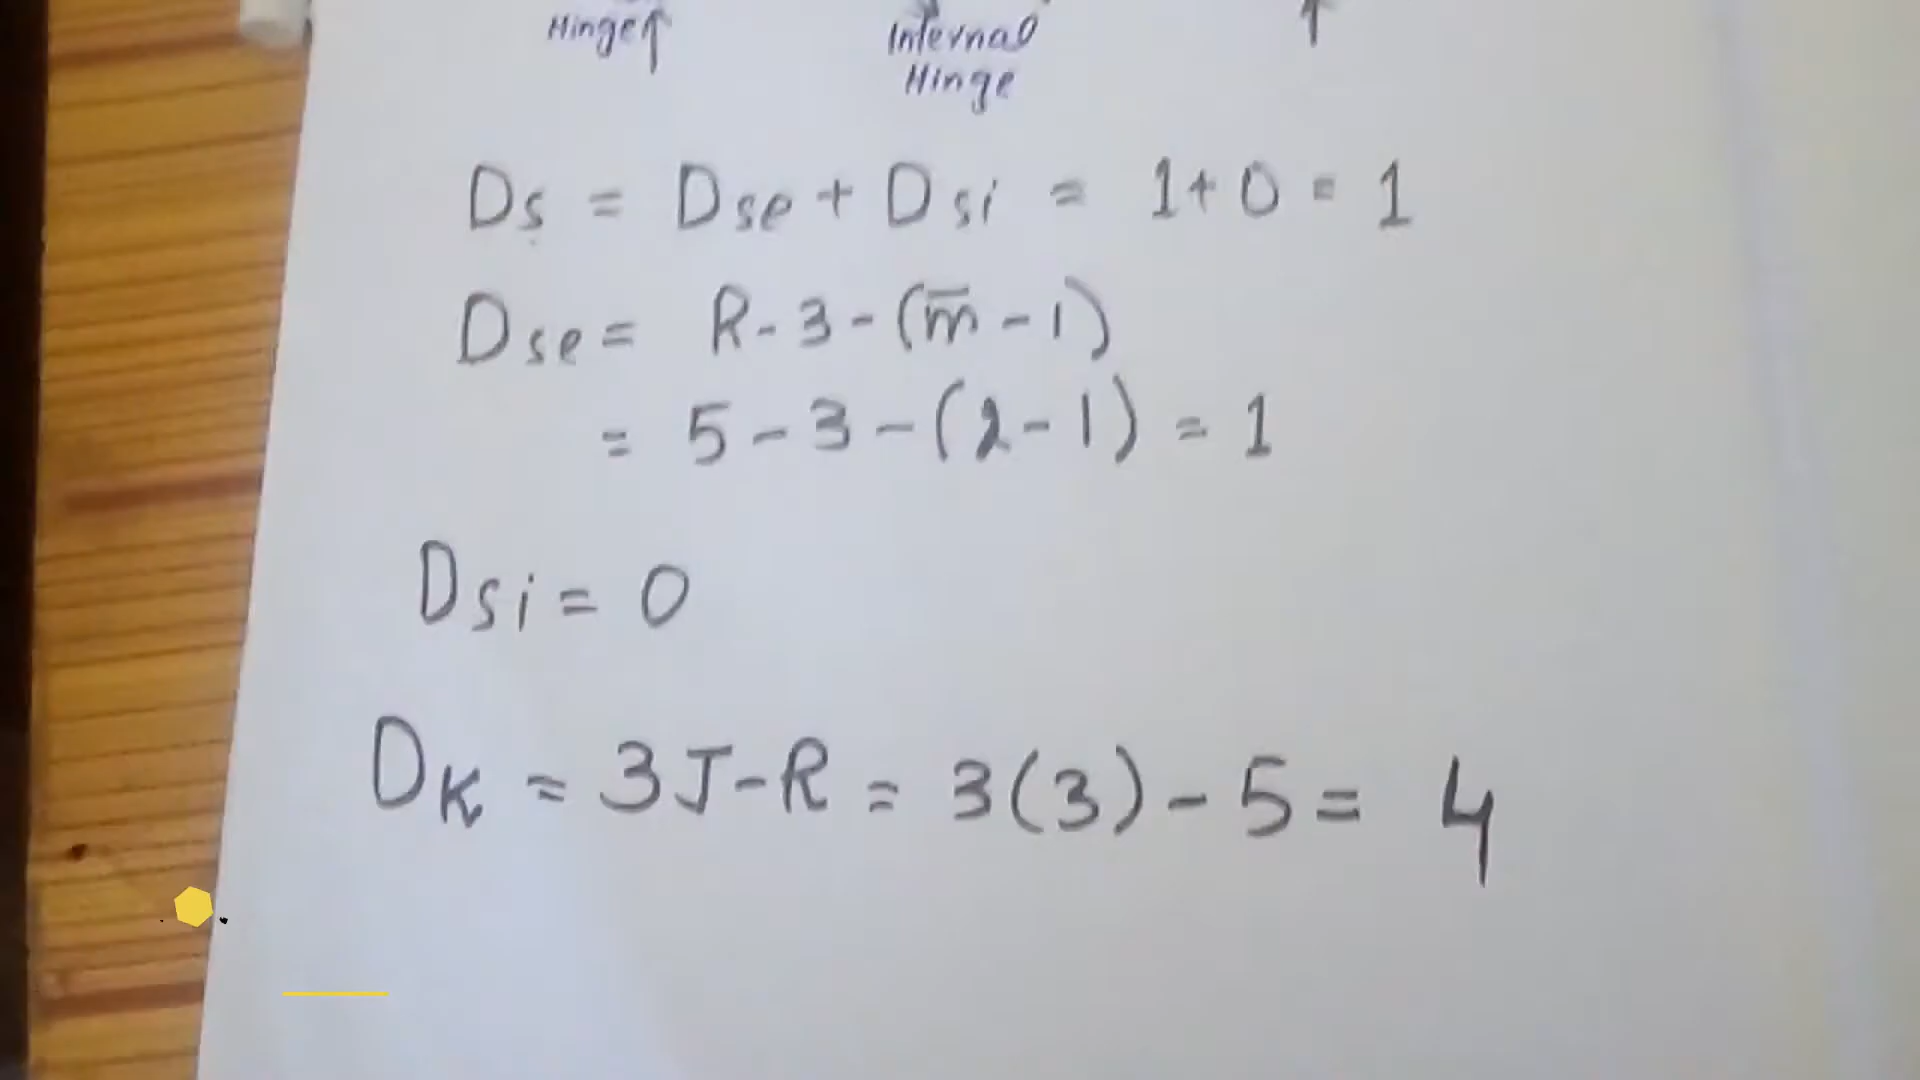 Hinge
Internal
Hinge
Ds = Dse + Dsi = 1+0 = 1
Dse = R-3-(m̅-1)
= 5-3-(2-1) = 1
Dsi = 0
DK = 3J-R = 3(3)-5 = 4